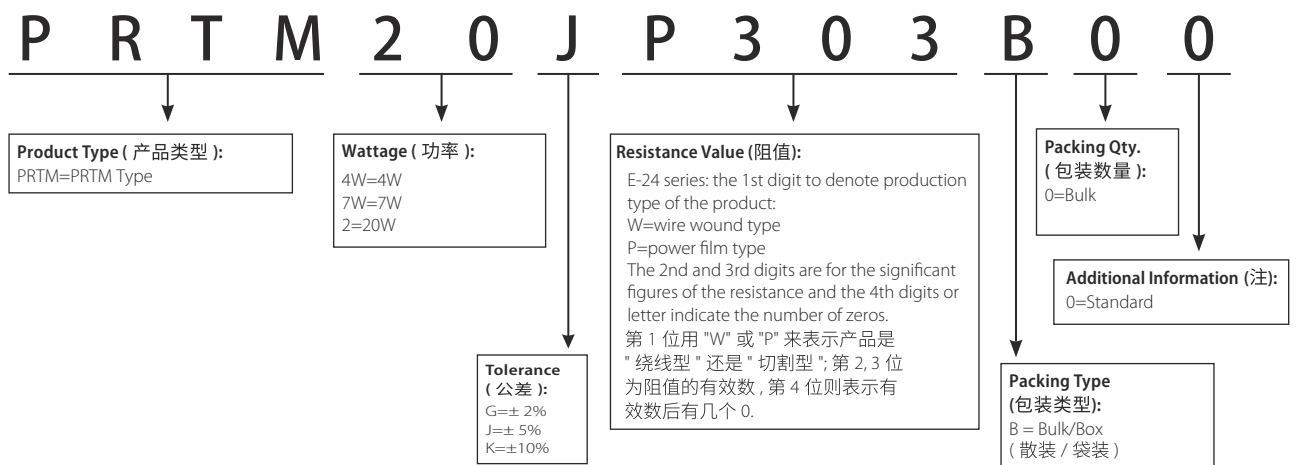 P R T M 2 0 J P 3 0 3 B 0 0
Product Type ( 产品类型 ):
PRTM=PRTM Type
Wattage ( 功率 ):
4W=4W
7W=7W
2=20W
Tolerance
( 公差 ):
G=± 2%
J=± 5%
K=±10%
Resistance Value (阻值):
E-24 series: the 1st digit to denote production
type of the product:
W=wire wound type
P=power film type
The 2nd and 3rd digits are for the significant
figures of the resistance and the 4th digits or
letter indicate the number of zeros.
第 1 位用 "W" 或 "P" 来表示产品是
" 绕线型 " 还是 " 切割型 "; 第 2, 3 位
为阻值的有效数 , 第 4 位则表示有
效数后有几个 0.
Packing Qty.
( 包装数量 ):
0=Bulk
Additional Information (注):
0=Standard
Packing Type
(包装类型):
B = Bulk/Box
( 散装 / 袋装 )